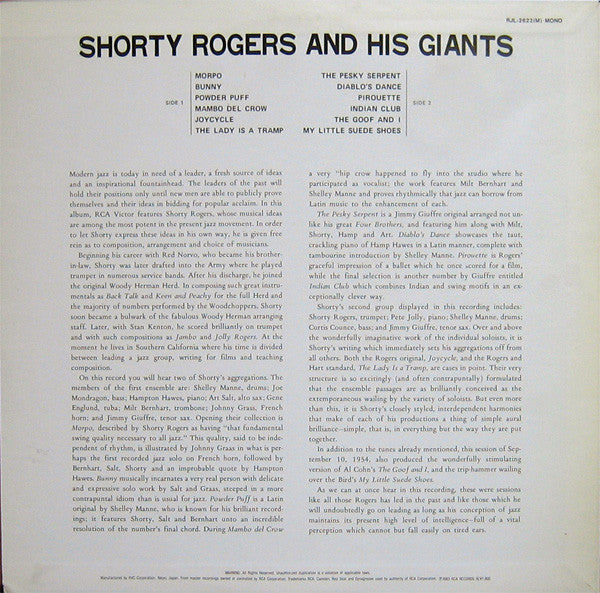 RJL-2622(M) MONO
SHORTY ROGERS AND HIS GIANTS
SIDE 1
MORPO
BUNNY
POWDER PUFF
MAMBO DEL CROW
JOYCYCLE
THE LADY IS A TRAMP
THE PESKY SERPENT
DIABLO'S DANCE
PIROUETTE
INDIAN CLUB
THE GOOF AND I
MY LITTLE SUEDE SHOES
SIDE 2
Modern jazz is today in need of a leader, a fresh source of ideas
and an inspirational fountainhead. The leaders of the past will
hold their positions only until new men are able to publicly prove
themselves and their ideas in bidding for popular acclaim. In this
album, RCA Victor features Shorty Rogers, whose musical ideas
are among the most potent in the present jazz movement. In order
to let Shorty express these ideas in his own way, he is given free
rein as to composition, arrangement and choice of musicians.
Beginning his career with Red Norvo, who became his brother-
in-law, Shorty was later drafted into the Army where he played
trumpet in numerous service bands. After his discharge, he joined
the original Woody Herman Herd. In composing such great instru-
mentals as Back Talk and Keen and Peachy for the full Herd and
the majority of numbers performed by the Woodchoppers, Shorty
soon became a bulwark of the fabulous Woody Herman arranging
staff. Later, with Stan Kenton, he scored brilliantly on trumpet
and with such compositions as Jambo and Jolly Rogers. At the
moment he lives in Southern California where his time is divided
between leading a jazz group, writing for films and teaching
composition.
On this record you will hear two of Shorty's aggregations. The
members of the first ensemble are: Shelly Manne, drums; Joe
Mondragon, bass; Hampton Hawes, piano; Art Salt, alto sax; Gene
Englund, tuba; Milt Bernhart, trombone; Johnny Grass, French
horn; and Jimmy Giuffre, tenor sax. Opening their collection is
Morpo, described by Shorty Rogers as having "that fundamental
swing quality necessary to all jazz." This quality, said to be inde-
pendent of rhythm, is illustrated by Johnny Graas in what is per-
haps the first recorded jazz solo on French horn, followed by
Bernhart, Salt, Shorty and an improbable quote by Hampton
Hawes. Bunny musically incarnates a very real person with delicate
and expressive solo work by Salt and Graas, steeped in a more
contrapuntal idiom than is usual for jazz. Powder Puff is a Latin
original by Shelley Manne, who is known for his brilliant record-
ings; it features Shorty, Salt and Bernhart unto an incredible
resolution of the number's final chord. During Mambo del Crow
a very "hip crow happened to fly into the studio where he
participated as vocalist; the work features Milt Bernhart and
Shelley Manne and proves rhythmically that jazz can borrow from
Latin music to the enhancement of each.
The Pesky Serpent is a Jimmy Giuffre original arranged not un-
like his great Four Brothers, and featuring him along with Milt,
Shorty, Hamp and Art. Diablo's Dance showcases the taut,
crackling piano of Hamp Hawes in a Latin manner, complete with
tambourine introduction by Shelley Manne. Pirouette is Rogers'
graceful impression of a ballet which he once scored for a film,
while the final selection is another number by Giuffre entitled
Indian Club which combines Indian and swing motifs in an ex-
ceptionally clever way.
Shorty's second group displayed in this recording includes:
Shorty Rogers, trumpet; Pete Jolly, piano; Shelley Manne, drums;
Curtis Counce, bass; and Jimmy Giuffre, tenor sax. Over and above
the wonderfully imaginative work of the individual soloists, it is
Shorty's writing which immediately sets his aggregations off from
all others. Both the Rogers original, Joycycle, and the Rogers and
Hart standard, The Lady Is a Tramp, are cases in point. Their very
structure is so excitingly (and often contrapuntally) formulated
that the ensemble passages are as brilliantly conceived as the
extemporaneous wailing by the variety of soloists. But even more
than this, it is Shorty's closely styled, interdependent harmonies
that make of each of his productions a thing of simple aural
brilliance—simple, that is, in everything but the way they are put
together.
In addition to the tunes already mentioned, this session of Sep-
tember 10, 1954, also produced the wonderfully stimulating
version of Al Cohn's The Goof and I, and the trip-hammer wailing
over the Bird's My Little Suede Shoes.
As we can at once hear in this recording, these were sessions
like all those Rogers has led in the past and like those which he
will undoubtedly go on leading as long as his conception of jazz
maintains its present high level of intelligence—full of a vital
perception which cannot but fall easily on tired ears.
WARNING: All Rights Reserved. Unauthorized duplication is a violation of applicable laws.
Manufactured by RVC Corporation, Tokyo, Japan. From master recordings owned or controlled by RCA Corporation.